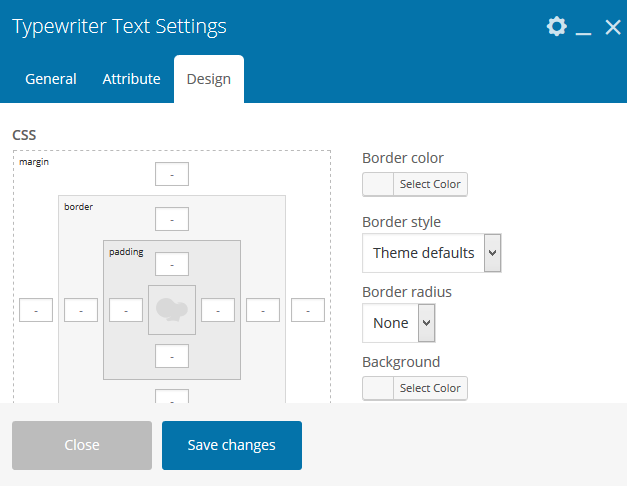 Typewriter Text Settings
General Attribute Design
CSS
margin
-
border
-
padding
-
- - - - - -
-
-
Border color
Select Color
Border style
Theme defaults
Border radius
None
Background
Select Color
Close Save changes